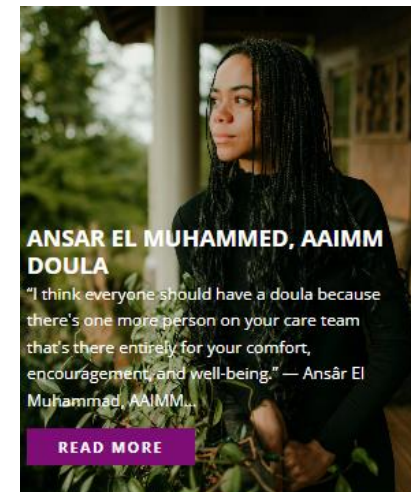 ANSAR EL MUHAMMED, AAIMM
DOULA
“I think everyone should have a doula because
there's one more person on your care team
that's there entirely for your comfort,
encouragement, and well-being.” — Ansâr El
Muhammad, AAIMM...
READ MORE